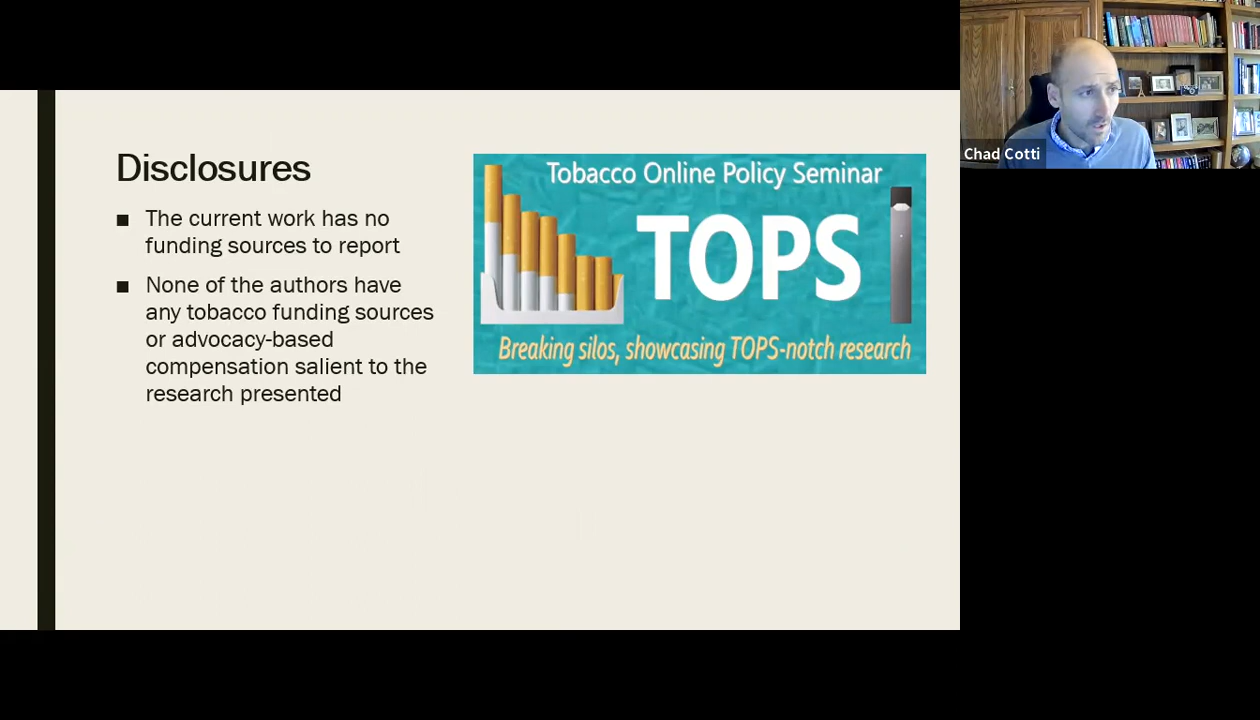 Disclosures
■ The current work has no
funding sources to report
■ None of the authors have
any tobacco funding sources
or advocacy-based
compensation salient to the
research presented
Tobacco Online Policy Seminar
TOPS
Breaking silos, showcasing TOPS-notch research
Chad Cotti